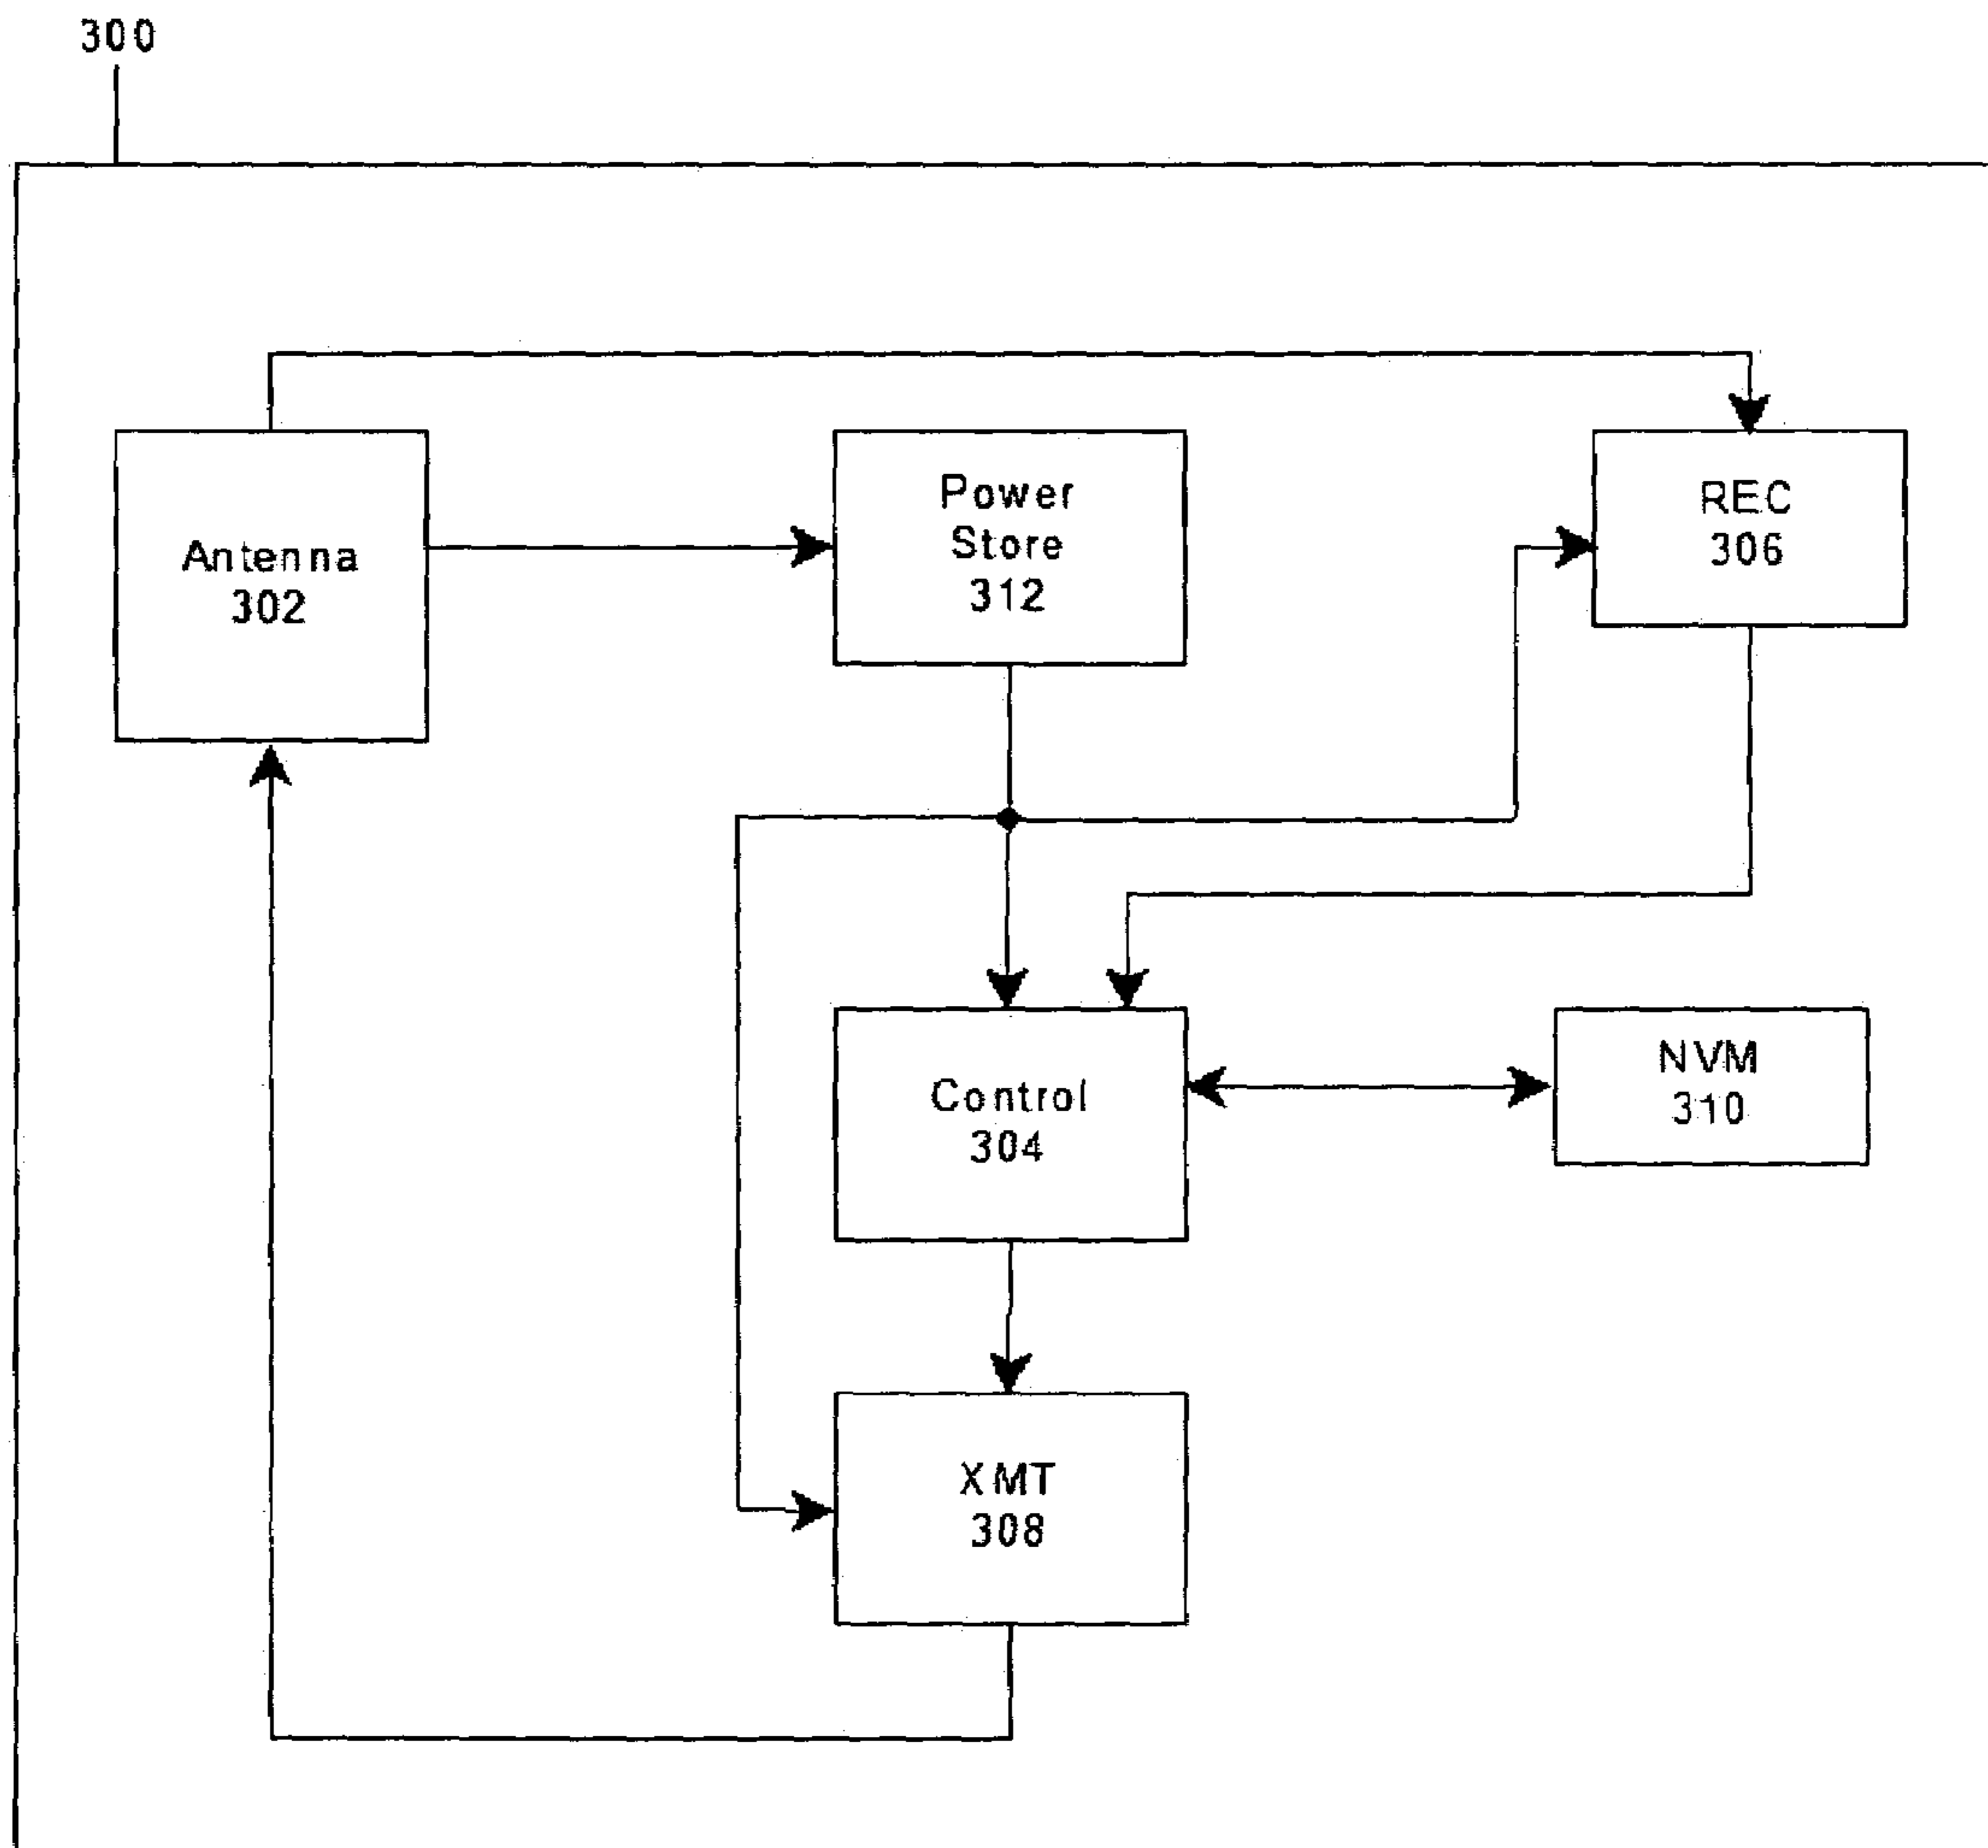 300
Antenna
302
Power
Store
312
REC
306
Control
304
NVM
310
XMT
308